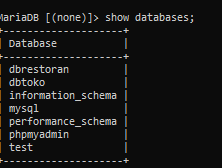 MariaDB [(none)]> show databases;
+--------------------+
| Database           |
+--------------------+
| dbrestoran         |
| dbtoko             |
| information_schema |
| mysql              |
| performance_schema |
| phpmyadmin         |
| test               |
+--------------------+